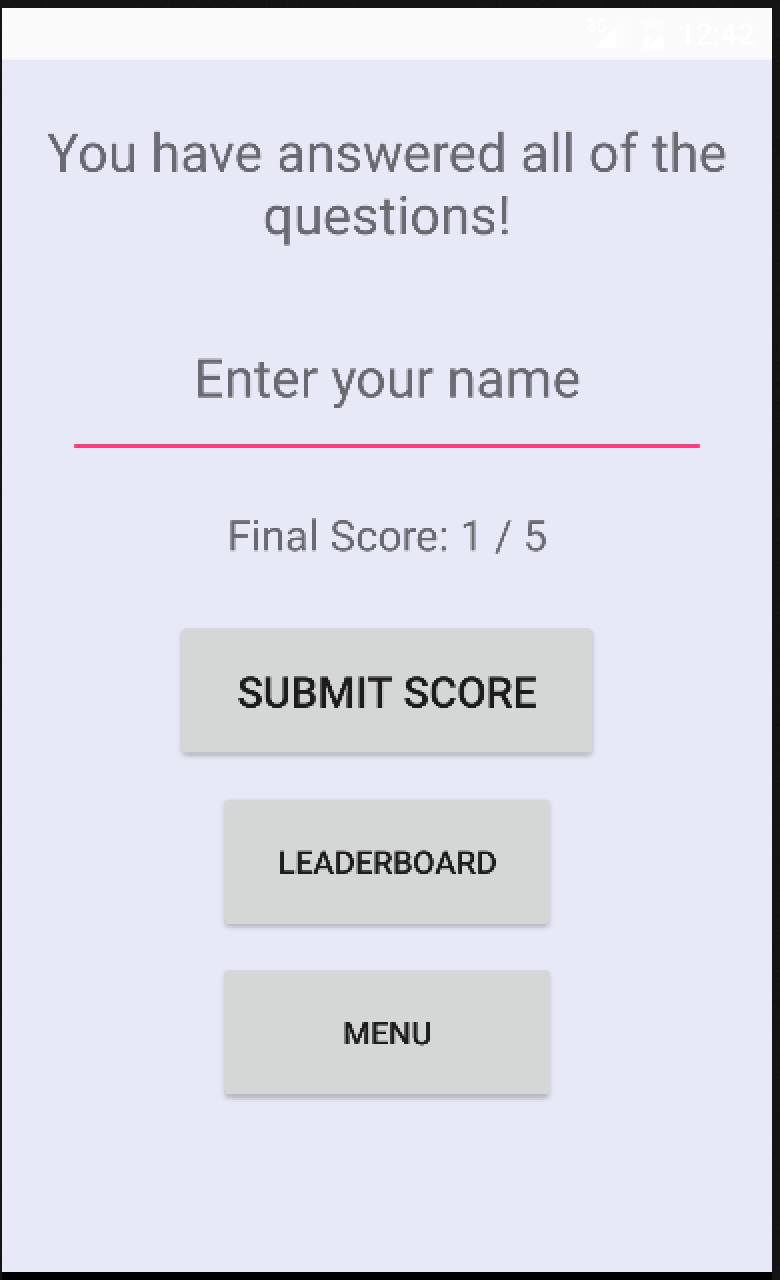 3G 12:42
You have answered all of the
questions!
Enter your name
Final Score: 1 / 5
SUBMIT SCORE
LEADERBOARD
MENU